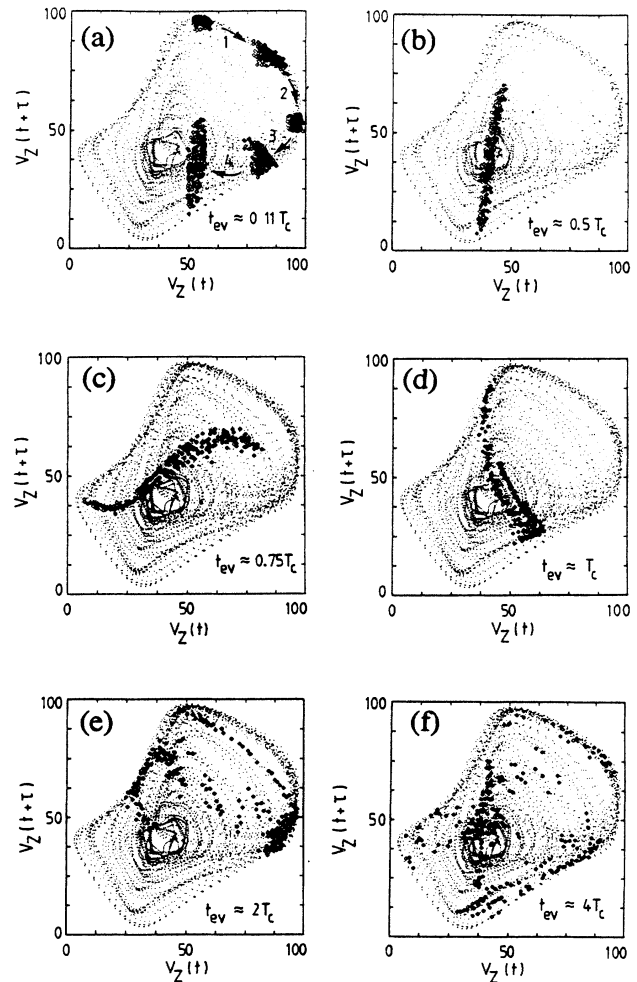 (a)
100
50
0
0
50
100
V_Z (t + τ)
V_Z (t)
1
2
3
4
t_ev ≈ 0 11 T_c
(b)
100
50
0
0
50
100
V_Z (t + τ)
V_Z (t)
t_ev ≈ 0.5 T_c
(c)
100
50
0
0
50
100
V_Z (t + τ)
V_Z (t)
t_ev ≈ 0.75 T_c
(d)
100
50
0
0
50
100
V_Z (t + τ)
V_Z (t)
t_ev ≈ T_c
(e)
100
50
0
0
50
100
V_Z (t + τ)
V_Z (t)
t_ev ≈ 2T_c
(f)
100
50
0
0
50
100
V_Z (t + τ)
V_Z (t)
t_ev ≈ 4T_c